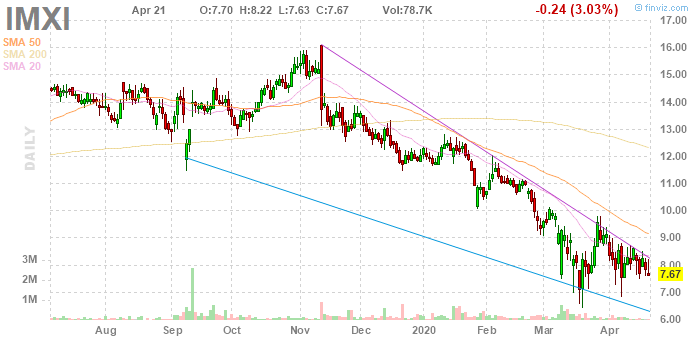 IMXI Apr 21 O:7.70 H:8.22 L:7.63 C:7.67 Vol:78.7K -0.24 (3.03%) © finviz.com
SMA 50
SMA 200
SMA 20
DAILY
17.00
16.00
15.00
14.00
13.00
12.00
11.00
10.00
9.00
8.00
7.67
7.00
6.00
3M
2M
1M
Aug Sep Oct Nov Dec 2020 Feb Mar Apr